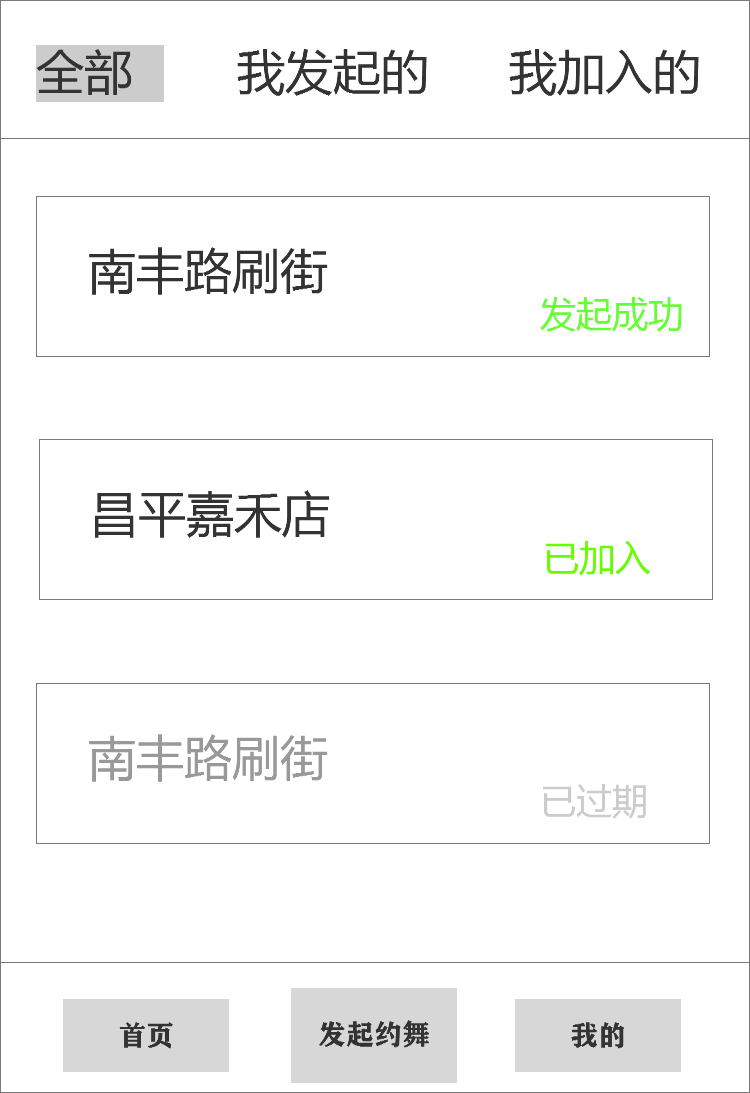 全部 我发起的 我加入的
南丰路刷街
发起成功
昌平嘉禾店
已加入
南丰路刷街
已过期
首页 发起约舞 我的